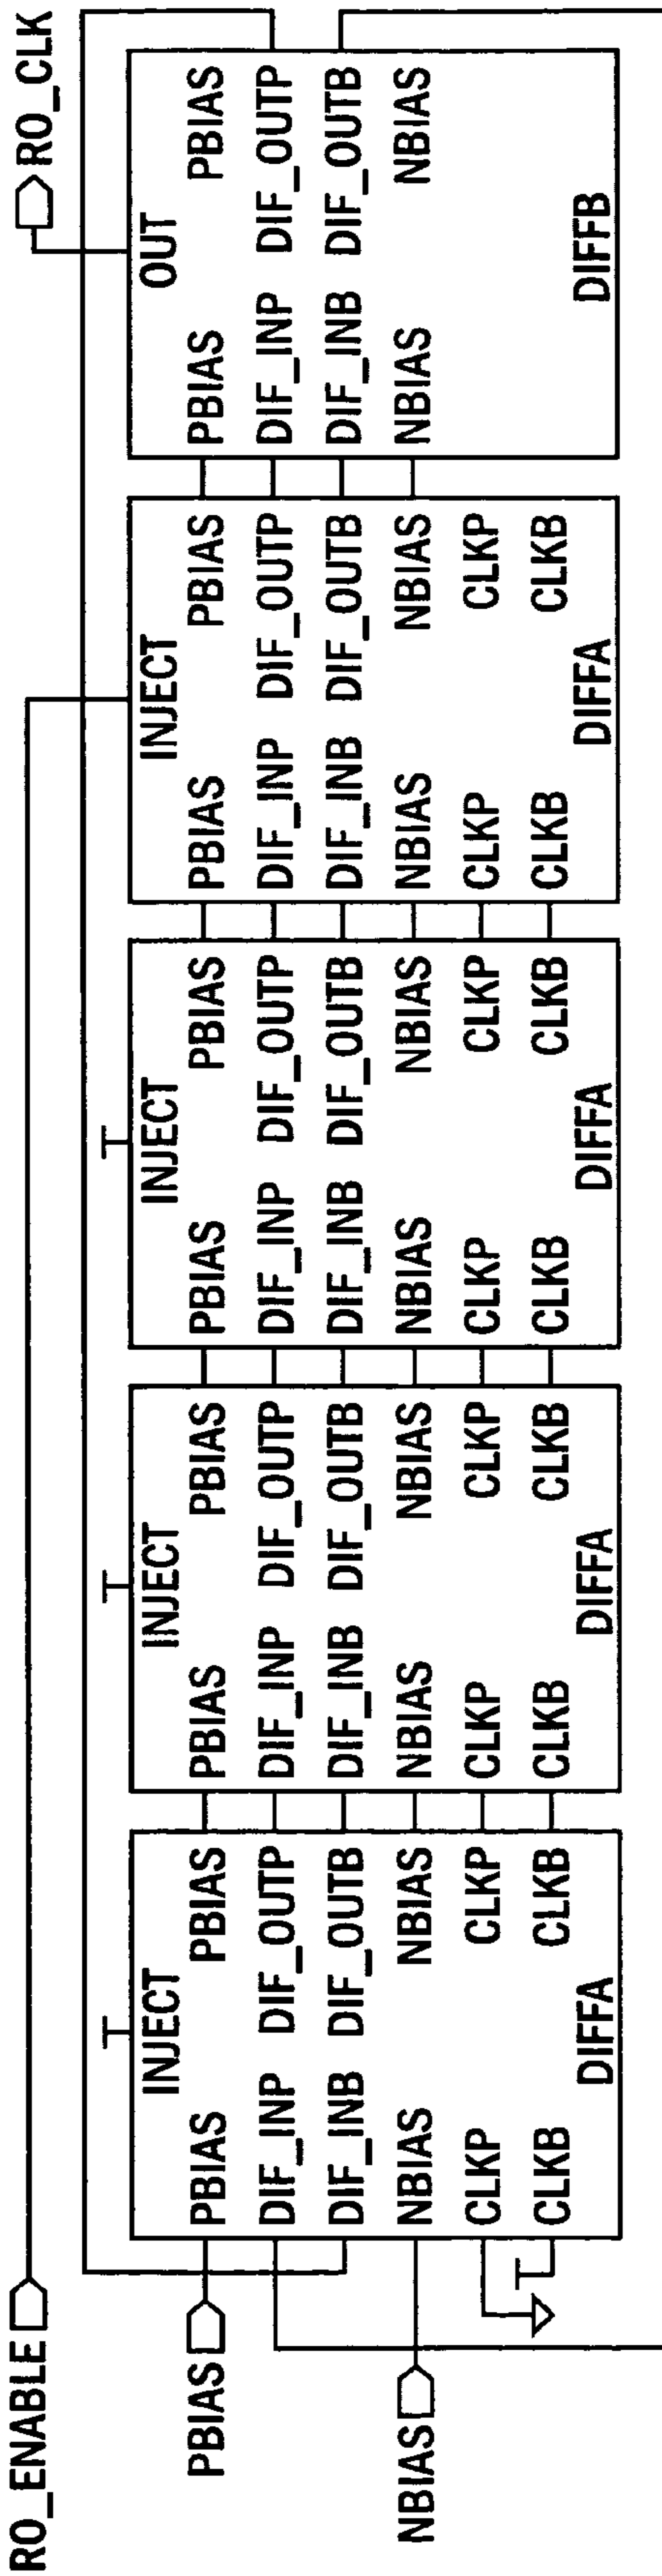 RO_ENABLE
RO_CLK
PBIAS
NBIAS
INJECT
PBIAS PBIAS
DIF_INP DIF_OUTP
DIF_INB DIF_OUTB
NBIAS NBIAS
CLKP CLKP
CLKB CLKB
DIFFA
INJECT
PBIAS PBIAS
DIF_INP DIF_OUTP
DIF_INB DIF_OUTB
NBIAS NBIAS
CLKP CLKP
CLKB CLKB
DIFFA
INJECT
PBIAS PBIAS
DIF_INP DIF_OUTP
DIF_INB DIF_OUTB
NBIAS NBIAS
CLKP CLKP
CLKB CLKB
DIFFA
INJECT
PBIAS PBIAS
DIF_INP DIF_OUTP
DIF_INB DIF_OUTB
NBIAS NBIAS
CLKP CLKP
CLKB CLKB
DIFFA
OUT
PBIAS PBIAS
DIF_INP DIF_OUTP
DIF_INB DIF_OUTB
NBIAS NBIAS
DIFFB